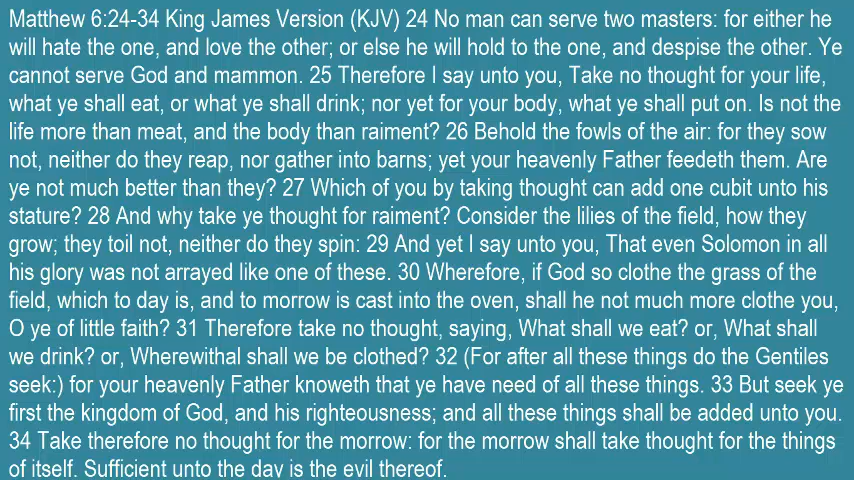 Matthew 6:24-34 King James Version (KJV) 24 No man can serve two masters: for either he
will hate the one, and love the other; or else he will hold to the one, and despise the other. Ye
cannot serve God and mammon. 25 Therefore I say unto you, Take no thought for your life,
what ye shall eat, or what ye shall drink; nor yet for your body, what ye shall put on. Is not the
life more than meat, and the body than raiment? 26 Behold the fowls of the air: for they sow
not, neither do they reap, nor gather into barns; yet your heavenly Father feedeth them. Are
ye not much better than they? 27 Which of you by taking thought can add one cubit unto his
stature? 28 And why take ye thought for raiment? Consider the lilies of the field, how they
grow; they toil not, neither do they spin: 29 And yet I say unto you, That even Solomon in all
his glory was not arrayed like one of these. 30 Wherefore, if God so clothe the grass of the
field, which to day is, and to morrow is cast into the oven, shall he not much more clothe you,
O ye of little faith? 31 Therefore take no thought, saying, What shall we eat? or, What shall
we drink? or, Wherewithal shall we be clothed? 32 (For after all these things do the Gentiles
seek:) for your heavenly Father knoweth that ye have need of all these things. 33 But seek ye
first the kingdom of God, and his righteousness; and all these things shall be added unto you.
34 Take therefore no thought for the morrow: for the morrow shall take thought for the things
of itself. Sufficient unto the day is the evil thereof.